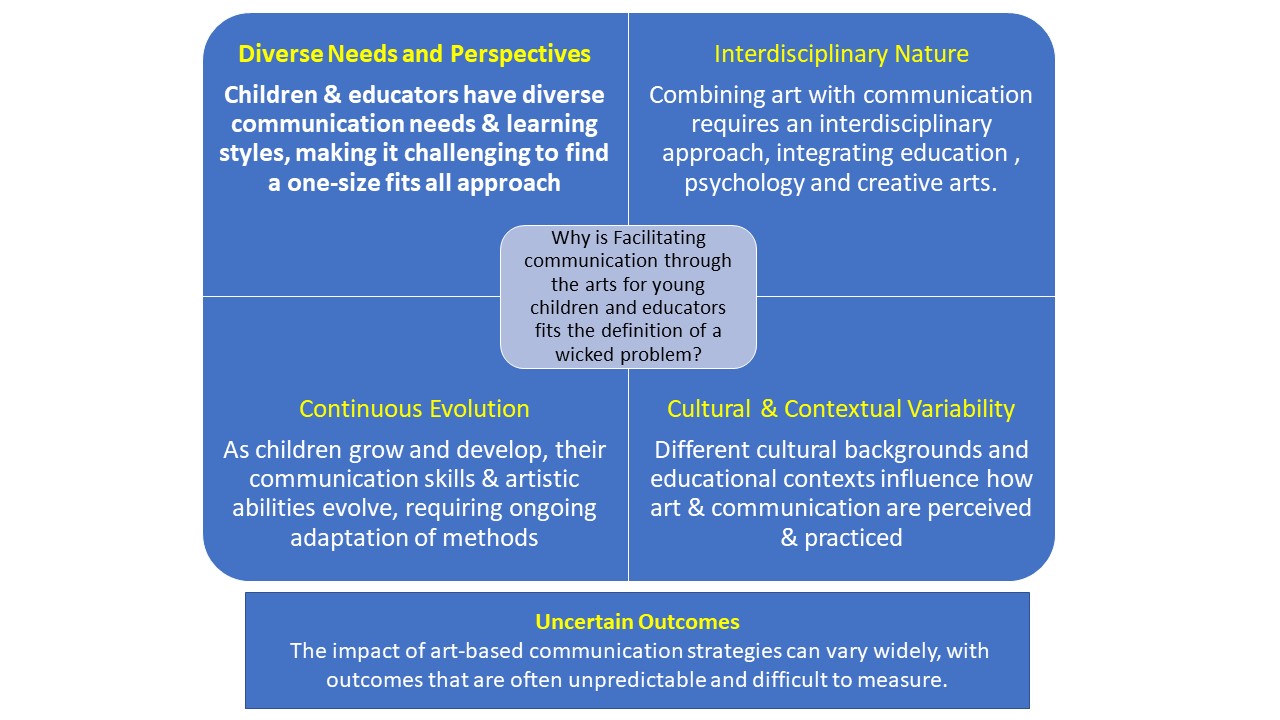 Diverse Needs and Perspectives
Children & educators have diverse
communication needs & learning
styles, making it challenging to find
a one-size fits all approach
Interdisciplinary Nature
Combining art with communication
requires an interdisciplinary
approach, integrating education ,
psychology and creative arts.
Why is Facilitating
communication through
the arts for young
children and educators
fits the definition of a
wicked problem?
Continuous Evolution
As children grow and develop, their
communication skills & artistic
abilities evolve, requiring ongoing
adaptation of methods
Cultural & Contextual Variability
Different cultural backgrounds and
educational contexts influence how
art & communication are perceived
& practiced
Uncertain Outcomes
The impact of art-based communication strategies can vary widely, with
outcomes that are often unpredictable and difficult to measure.